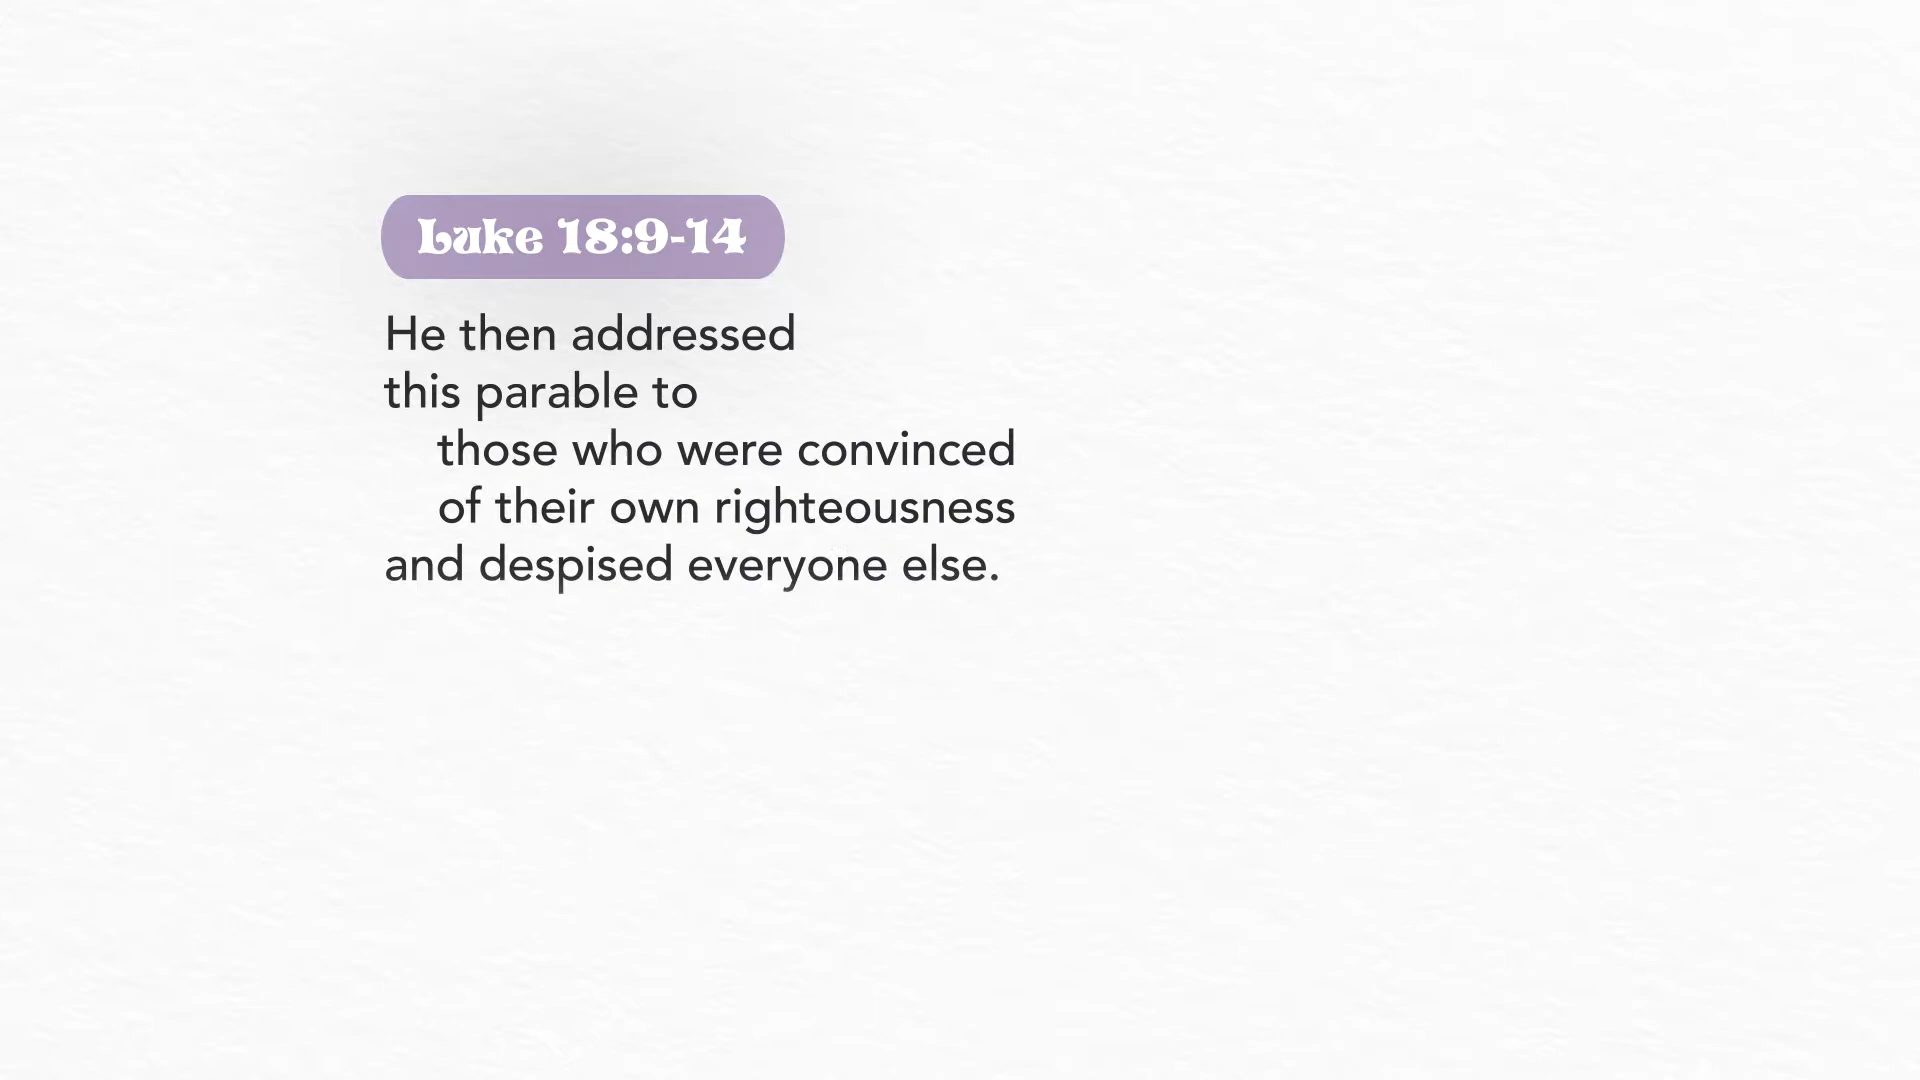 Luke 18:9-14
He then addressed
this parable to
those who were convinced
of their own righteousness
and despised everyone else.